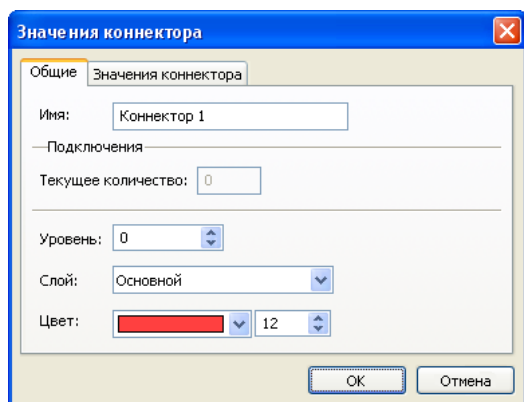 Значения коннектора
Общие Значения коннектора
Имя: Коннектор 1
Подключения
Текущее количество: 0
Уровень: 0
Слой: Основной
Цвет: 12
OK Отмена